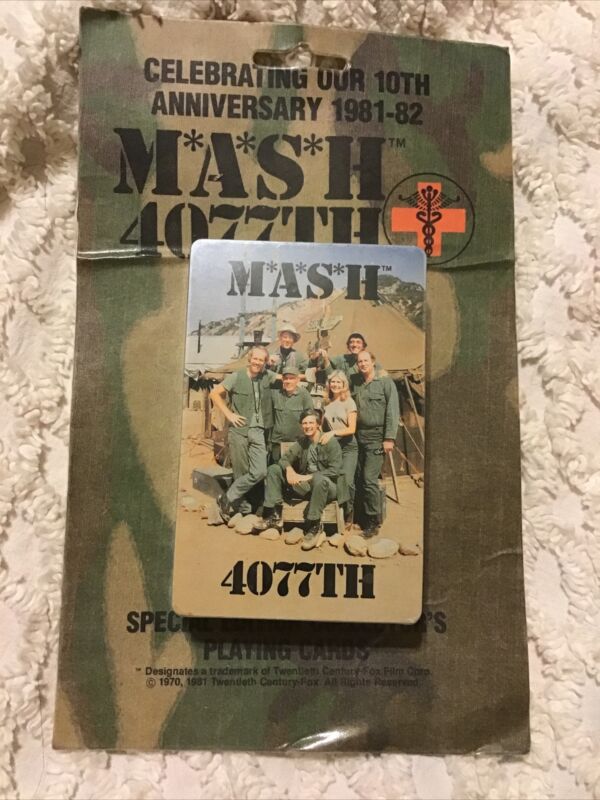 CELEBRATING OUR 10TH
ANNIVERSARY 1981-82
M*A*S*H™
4077TH
M*A*S*H™
4077TH
SPECIAL
PLAYING CARDS
™ Designates a trademark of Twentieth Century-Fox Film Corp.
© 1970, 1981 Twentieth Century-Fox. All Rights Reserved.